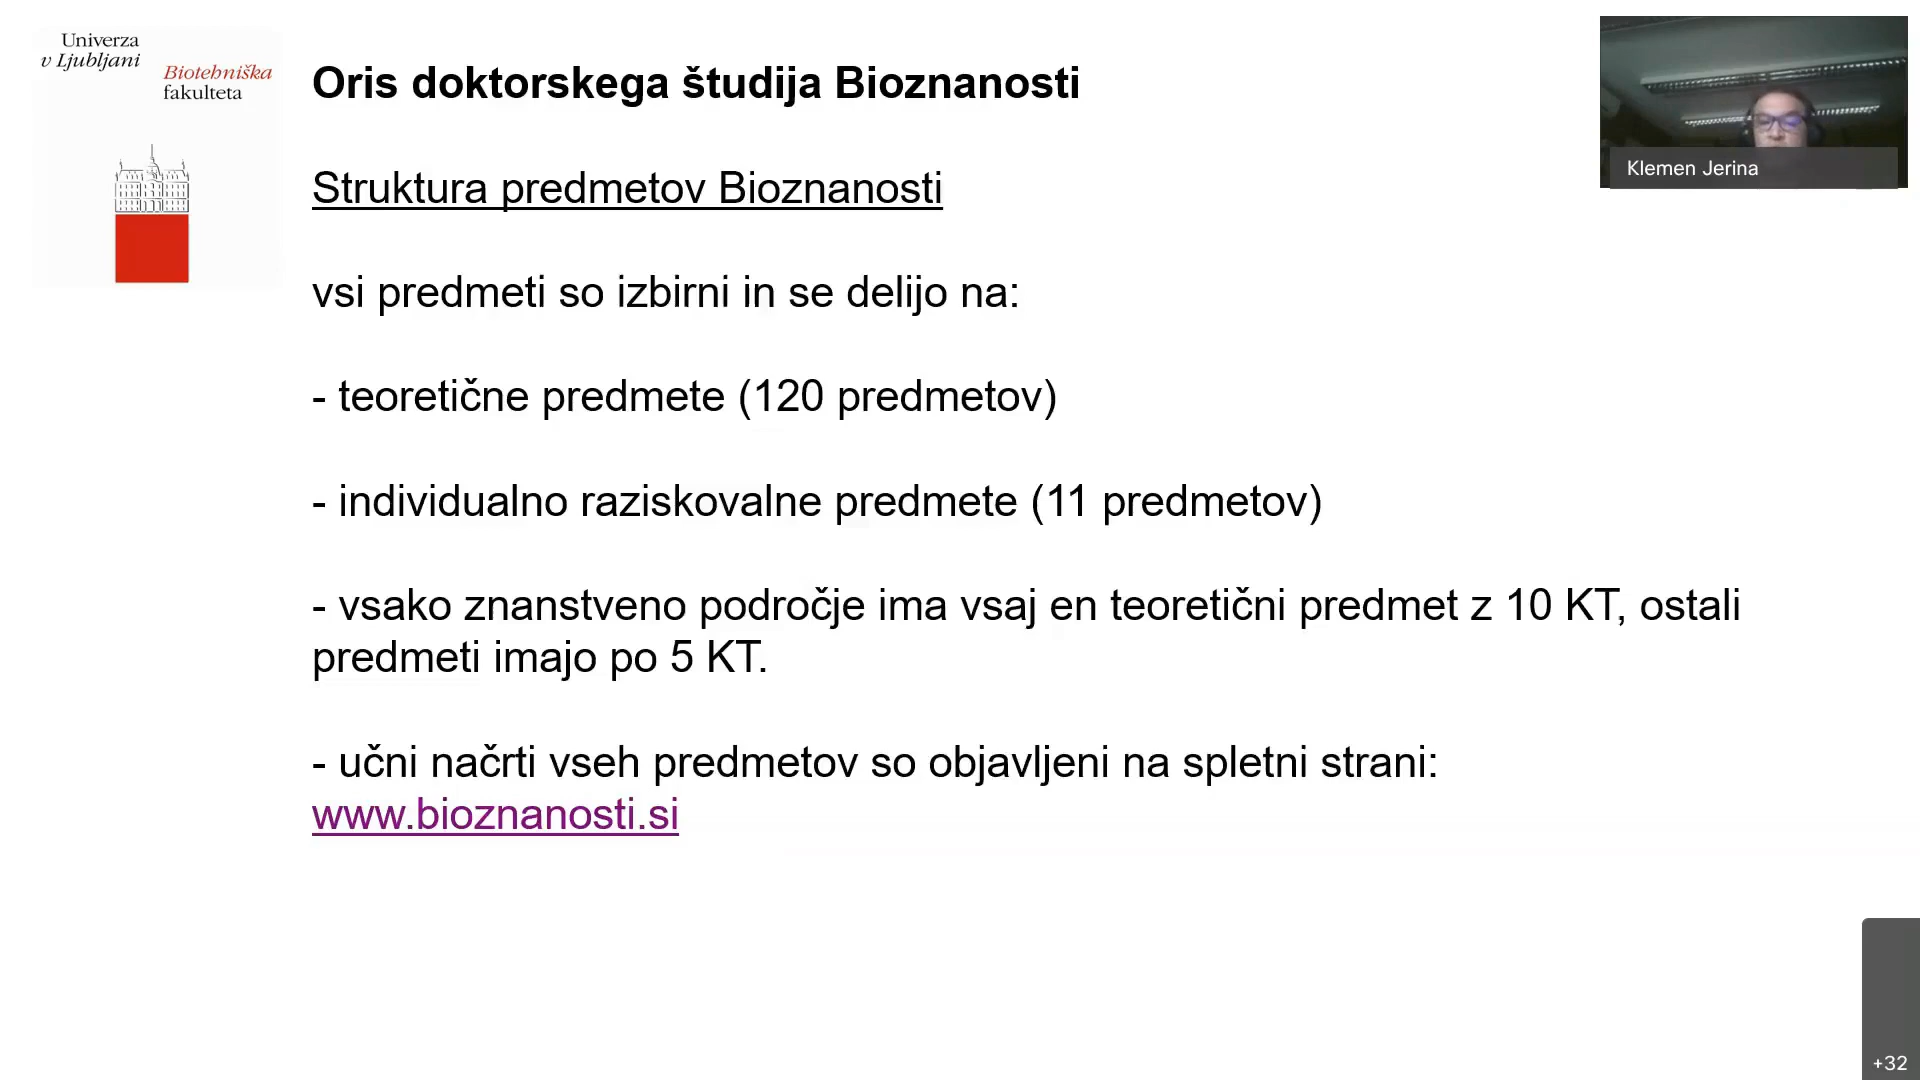 Univerza
v Ljubljani
Biotehniška
fakulteta
Oris doktorskega študija Bioznanosti
Klemen Jerina
Struktura predmetov Bioznanosti
vsi predmeti so izbirni in se delijo na:
- teoretične predmete (120 predmetov)
- individualno raziskovalne predmete (11 predmetov)
- vsako znanstveno področje ima vsaj en teoretični predmet z 10 KT, ostali
predmeti imajo po 5 KT.
- učni načrti vseh predmetov so objavljeni na spletni strani:
www.bioznanosti.si
+32